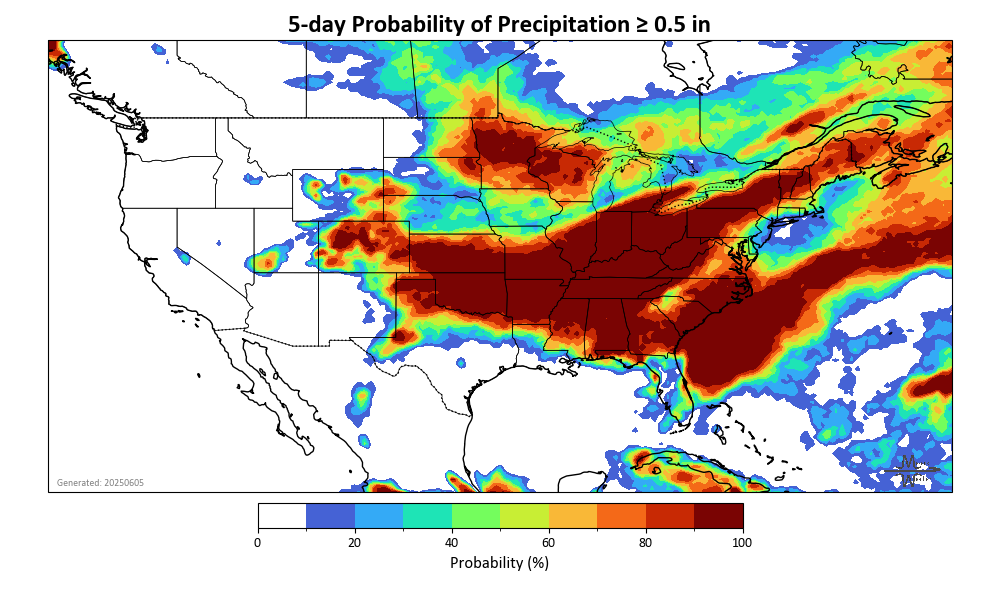 5-day Probability of Precipitation ≥ 0.5 in
Generated: 20250605
0 20 40 60 80 100
Probability (%)